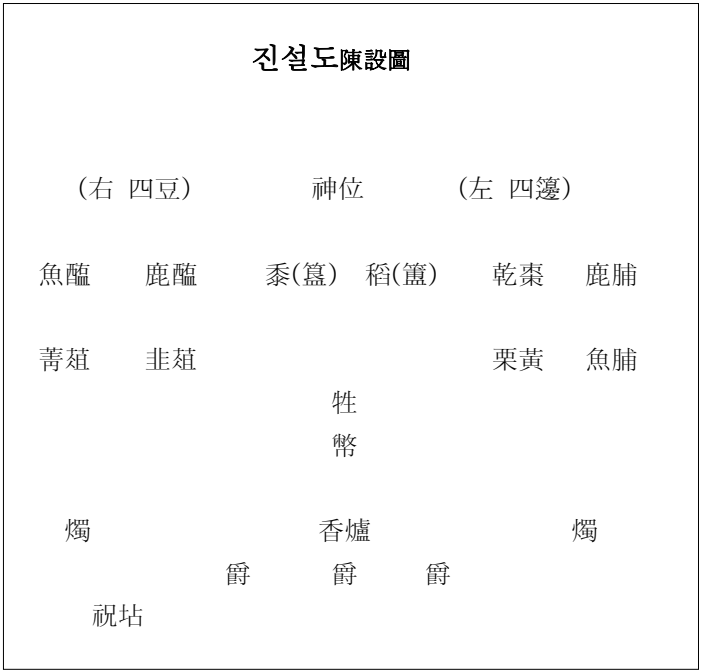 진설도陳設圖
(右 四豆) 神位 (左 四籩)
魚醢 鹿醢 黍(簋) 稻(簠) 乾棗 鹿脯
菁菹 韭菹 栗黃 魚脯
牲
幣
燭 香爐 燭
爵 爵 爵
祝坫